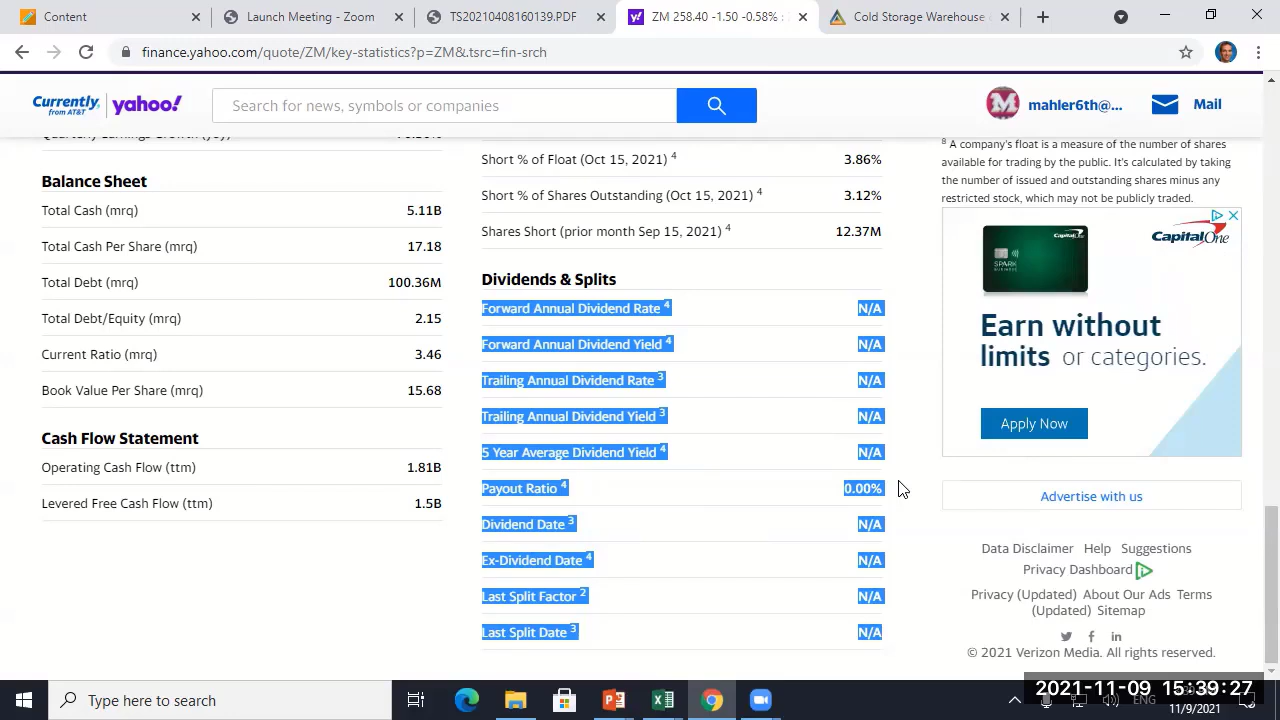 Content
Launch Meeting - Zoom
TS20210408160139.PDF
ZM 258.40 -1.50 -0.58%
Cold Storage Warehouse
finance.yahoo.com/quote/ZM/key-statistics?p=ZM&.tsrc=fin-srch
Currently,
from AT&T
yahoo!
Search for news, symbols or companies
M
mahler6th@...
Mail
Balance Sheet
Total Cash (mrq) 5.11B
Total Cash Per Share (mrq) 17.18
Total Debt (mrq) 100.36M
Total Debt/Equity (mrq) 2.15
Current Ratio (mrq) 3.46
Book Value Per Share (mrq) 15.68
Cash Flow Statement
Operating Cash Flow (ttm) 1.81B
Levered Free Cash Flow (ttm) 1.5B
Short % of Float (Oct 15, 2021) 4 3.86%
Short % of Shares Outstanding (Oct 15, 2021) 4 3.12%
Shares Short (prior month Sep 15, 2021) 4 12.37M
Dividends & Splits
Forward Annual Dividend Rate 4 N/A
Forward Annual Dividend Yield 4 N/A
Trailing Annual Dividend Rate 3 N/A
Trailing Annual Dividend Yield 3 N/A
5 Year Average Dividend Yield 4 N/A
Payout Ratio 4 0.00%
Dividend Date 3 N/A
Ex-Dividend Date 4 N/A
Last Split Factor 2 N/A
Last Split Date 3 N/A
8 A company's float is a measure of the number of shares
available for trading by the public. It's calculated by taking
the number of issued and outstanding shares minus any
restricted stock, which may not be publicly traded.
Capital One
SPARK
BUSINESS
Capital One
Earn without
limits or categories.
Apply Now
Advertise with us
Data Disclaimer Help Suggestions
Privacy Dashboard
Privacy (Updated) About Our Ads Terms
(Updated) Sitemap
© 2021 Verizon Media. All rights reserved.
Type here to search
2021-11-09 15:39:27
ENG
11/9/2021